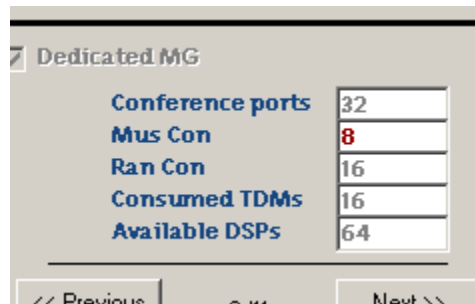 Dedicated MG
Conference ports 32
Mus Con 8
Ran Con 16
Consumed TDMs 16
Available DSPs 64
<< Previous Next >>